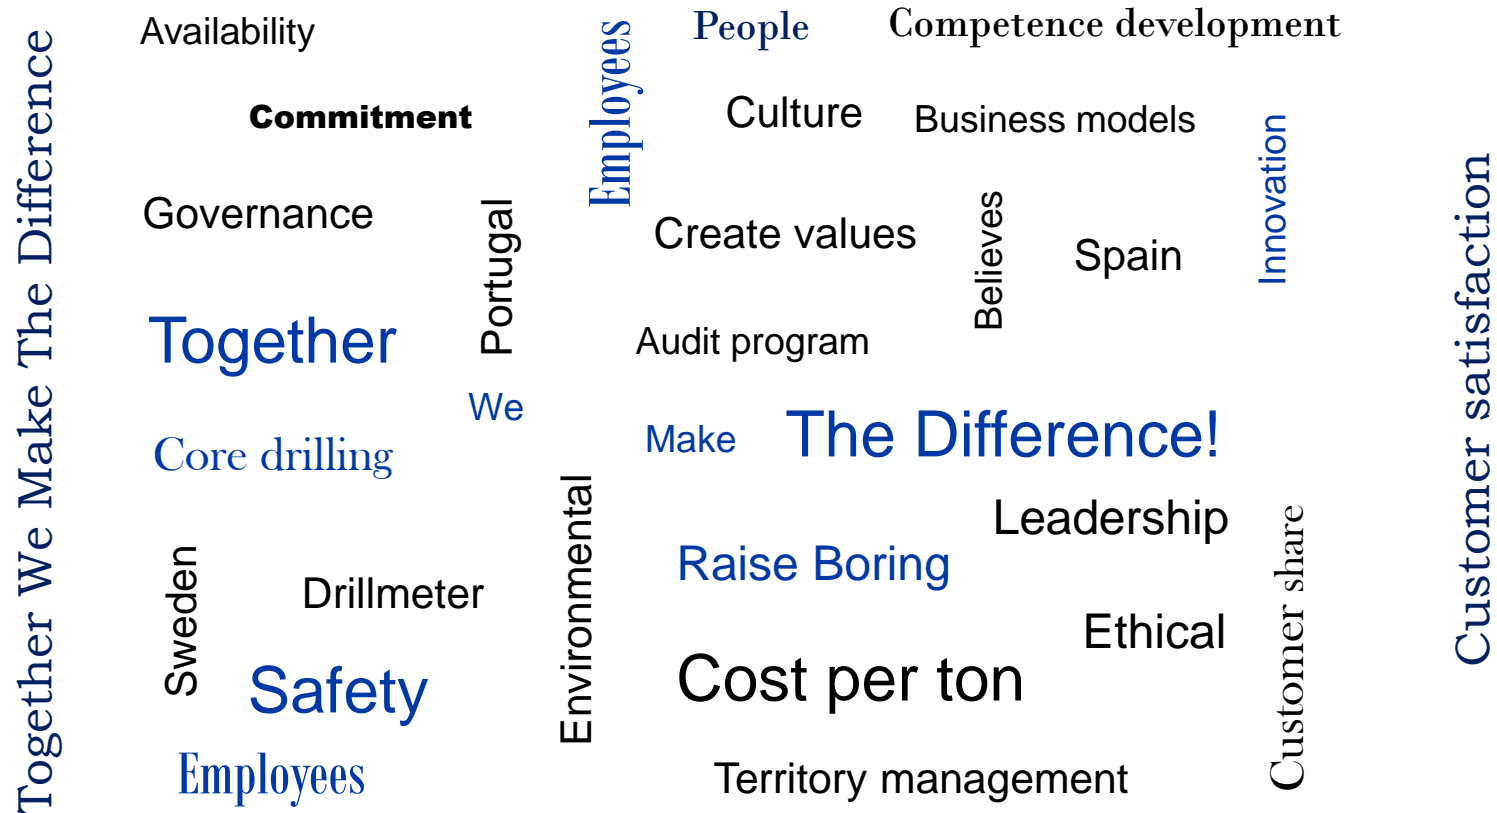 Together We Make The Difference
Availability
Employees
People
Competence development
Commitment
Culture
Business models
Innovation
Governance
Portugal
Create values
Believes
Spain
Customer satisfaction
Together
Audit program
We
Make
The Difference!
Core drilling
Environmental
Leadership
Sweden
Drillmeter
Raise Boring
Customer share
Ethical
Safety
Cost per ton
Employees
Territory management